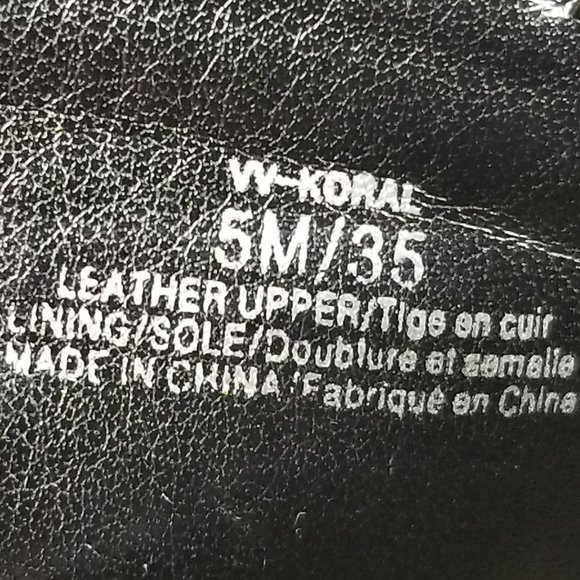 VV-KORAL
5M/35
LEATHER UPPER/Tige en cuir
LINING/SOLE/Doublure et semelle
MADE IN CHINA/Fabriqué en Chine